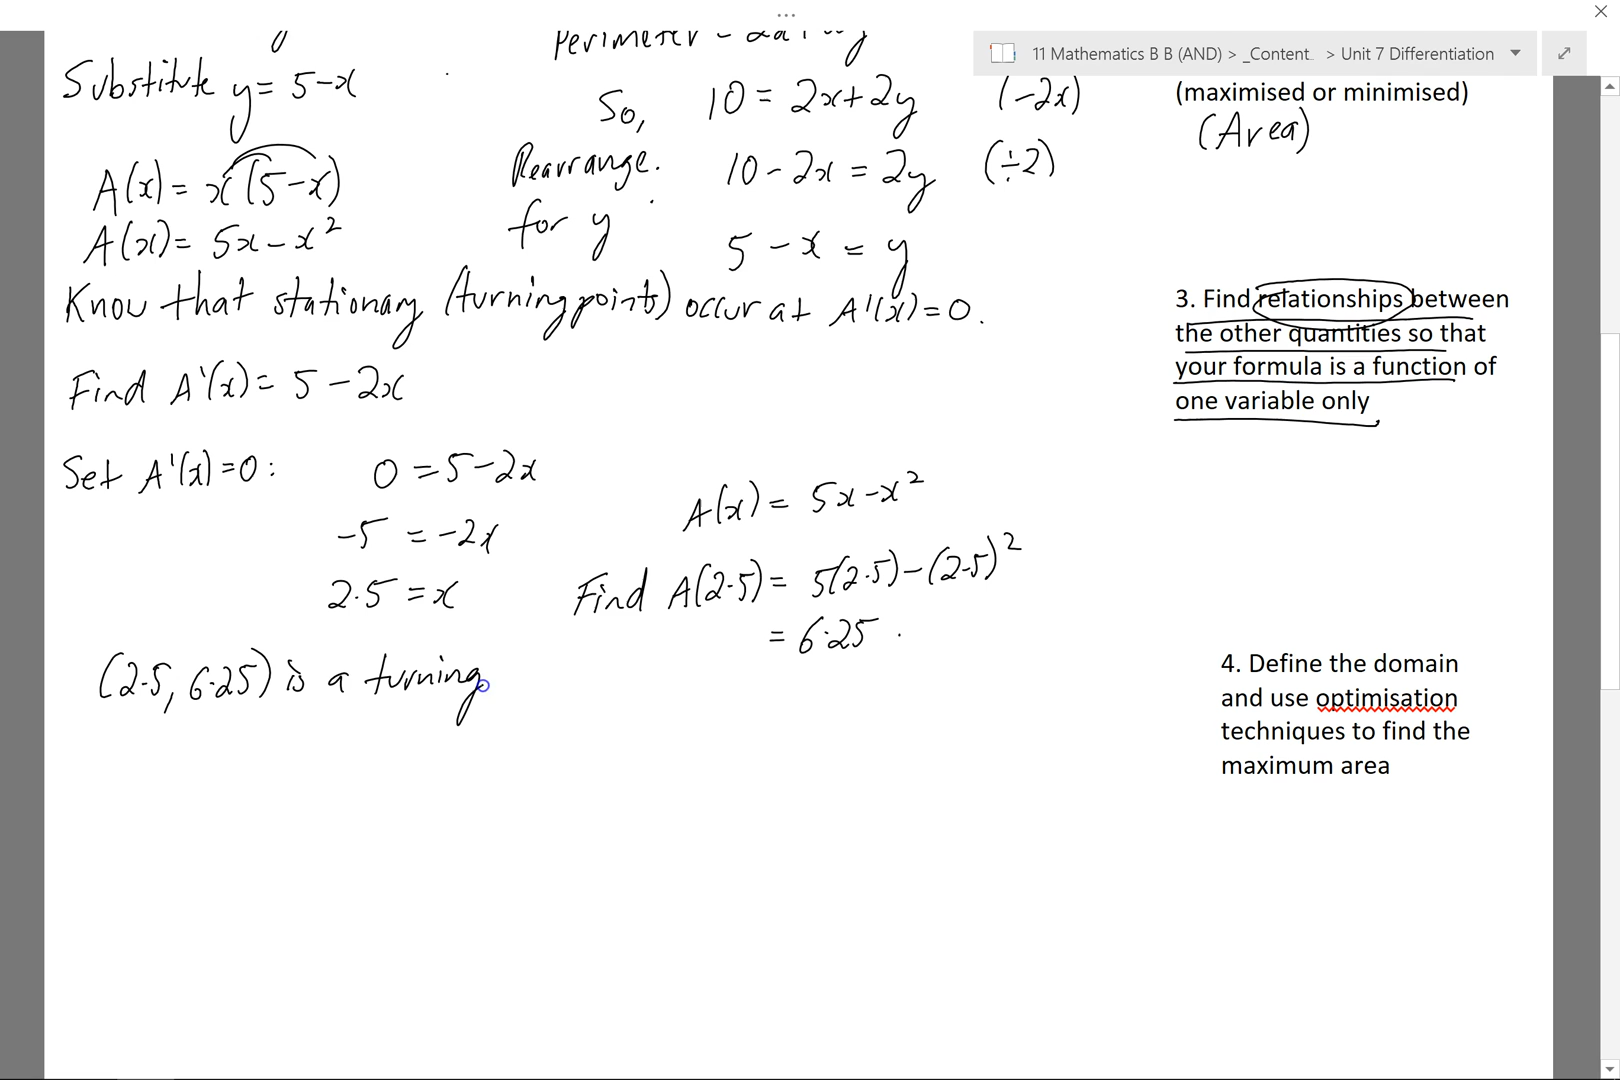 11 Mathematics B B (AND) > _Content. > Unit 7 Differentiation
Substitute y = 5-x
A(x) = x(5-x)
A(x) = 5x - x²
Perimeter
So, 10 = 2x + 2y (-2x)
Rearrange for y
10 - 2x = 2y (÷2)
5 - x = y
Know that stationary (turning points) occur at A'(x) = 0.
Find A'(x) = 5 - 2x
Set A'(x) = 0: 0 = 5 - 2x
-5 = -2x
2.5 = x
A(x) = 5x - x²
Find A(2.5) = 5(2.5) - (2.5)²
= 6.25
(2.5, 6.25) is a turning
(maximised or minimised)
(Area)
3. Find relationships between
the other quantities so that
your formula is a function of
one variable only
4. Define the domain
and use optimisation
techniques to find the
maximum area